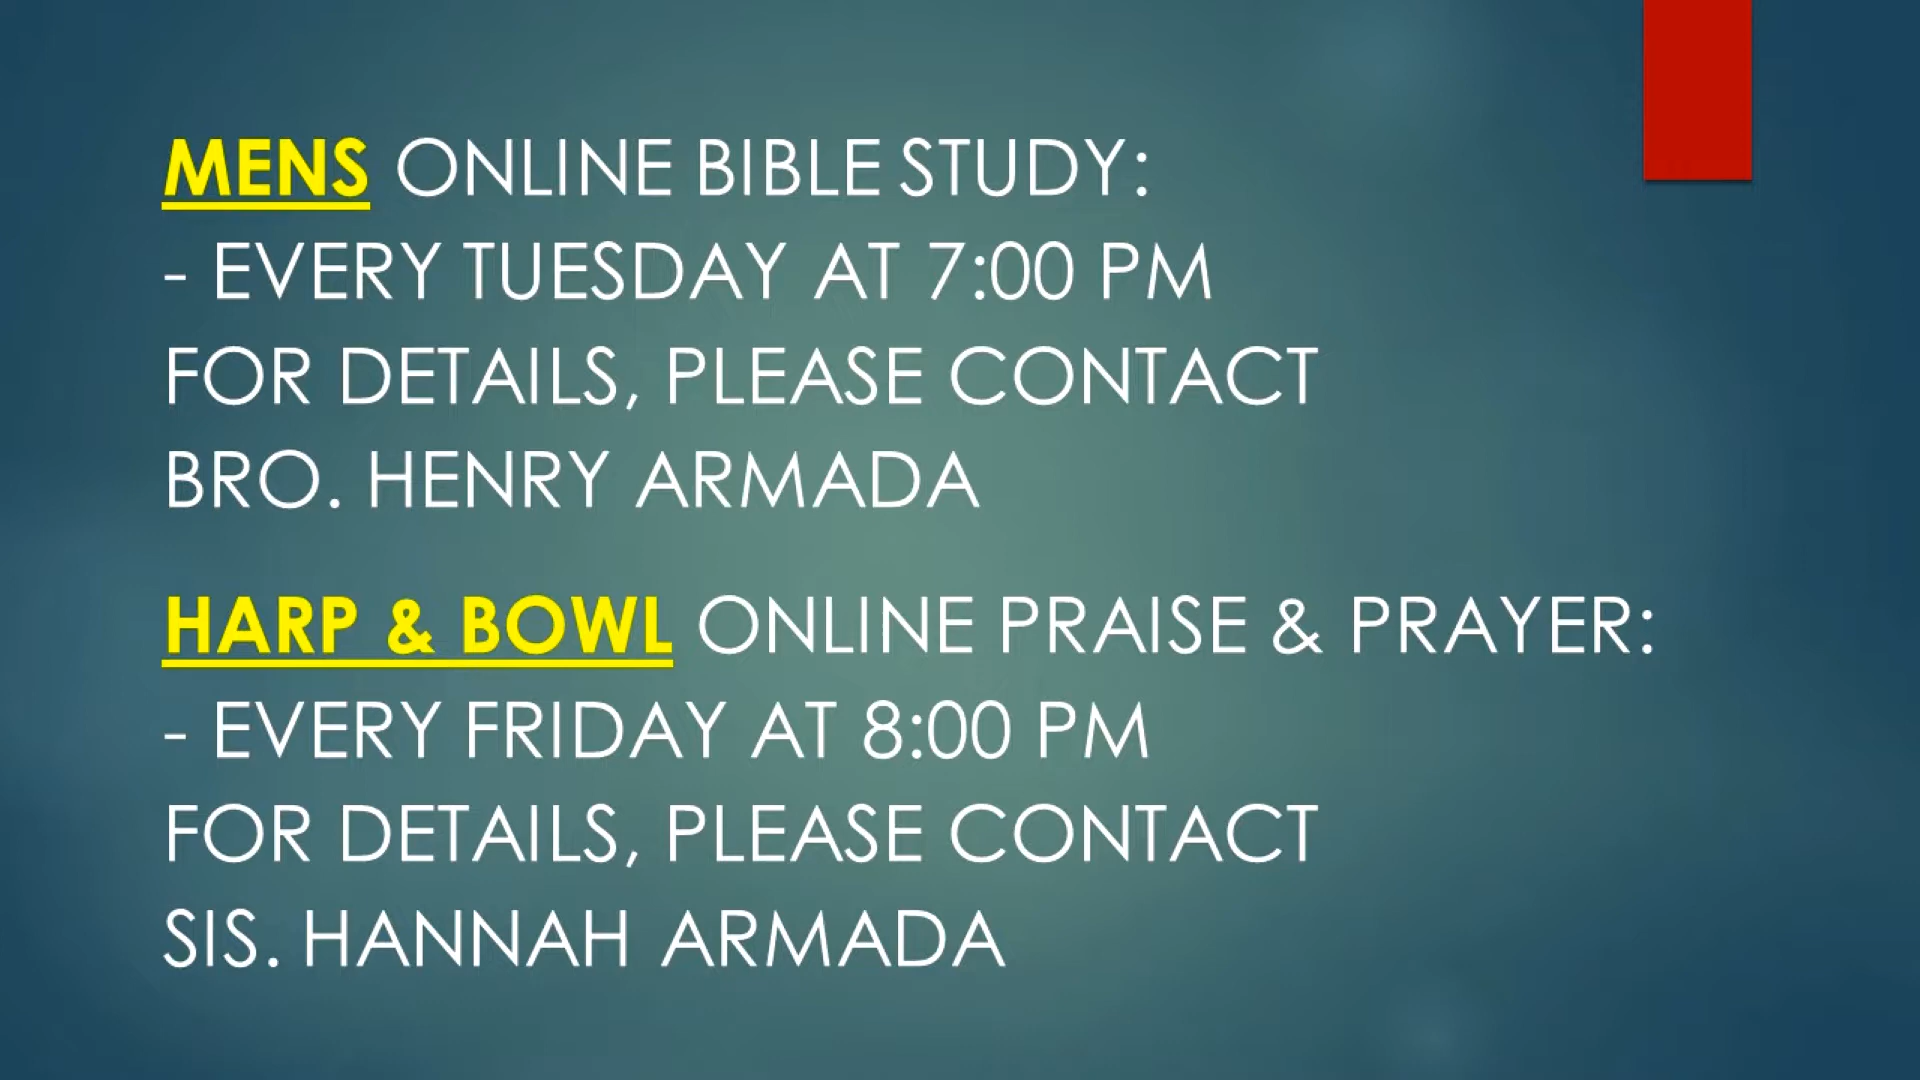 MENS ONLINE BIBLE STUDY:
- EVERY TUESDAY AT 7:00 PM
FOR DETAILS, PLEASE CONTACT
BRO. HENRY ARMADA
HARP & BOWL ONLINE PRAISE & PRAYER:
- EVERY FRIDAY AT 8:00 PM
FOR DETAILS, PLEASE CONTACT
SIS. HANNAH ARMADA